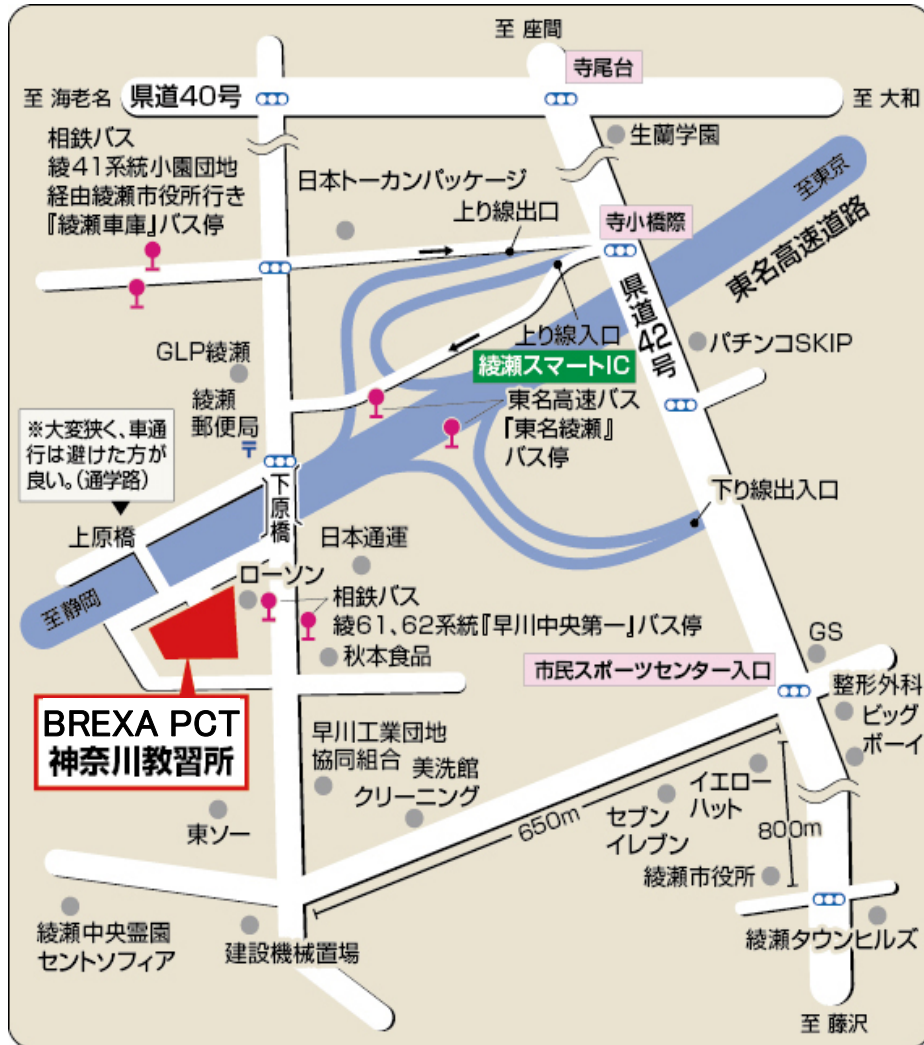 至 座間
寺尾台
至 海老名
県道40号
至 大和
相鉄バス
綾41系統小園団地
経由綾瀬市役所行き
『綾瀬車庫』バス停
生蘭学園
日本トーカンパッケージ
上り線出口
寺小橋際
至東京
東名高速道路
県道42号
上り線入口
GLP綾瀬
綾瀬スマートIC
パチンコSKIP
綾瀬
郵便局
〒
東名高速バス
『東名綾瀬』
バス停
※大変狭く、車通
行は避けた方が
良い。(通学路)
下原橋
下り線出入口
上原橋
日本通運
至静岡
ローソン
相鉄バス
綾61、62系統『早川中央第一』バス停
GS
秋本食品
市民スポーツセンター入口
整形外科
ビッグ
ボーイ
BREXA PCT
神奈川教習所
早川工業団地
協同組合
美洗館
クリーニング
イエロー
ハット
セブン
イレブン
650m
800m
東ソー
綾瀬市役所
綾瀬中央霊園
セントソフィア
建設機械置場
綾瀬タウンヒルズ
至 藤沢